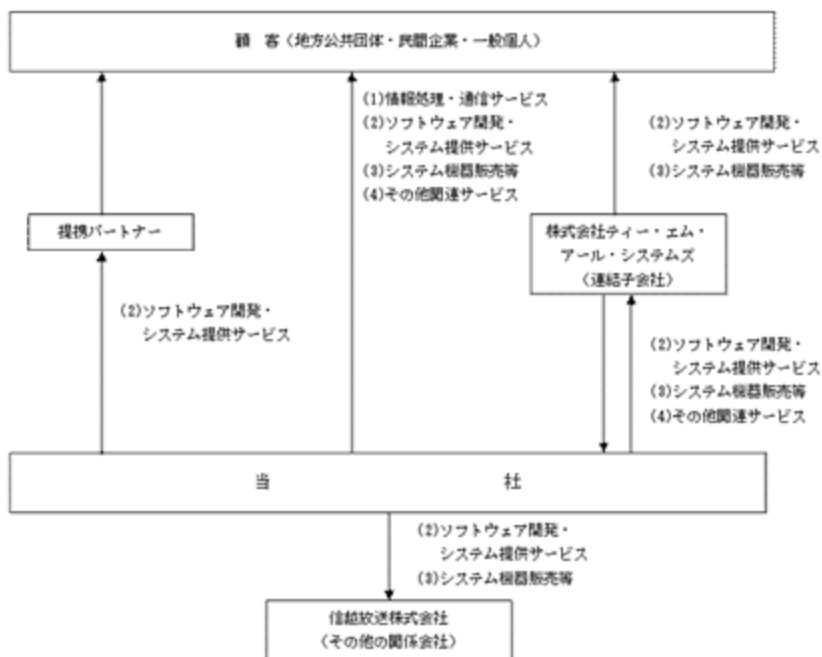 顧 客（地方公共団体・民間企業・一般個人）
(1)情報処理・通信サービス
(2)ソフトウェア開発・
システム提供サービス
(3)システム機器販売等
(4)その他関連サービス
(2)ソフトウェア開発・
システム提供サービス
(3)システム機器販売等
提携パートナー
株式会社ティー・エム・
アール・システムズ
（連結子会社）
(2)ソフトウェア開発・
システム提供サービス
(2)ソフトウェア開発・
システム提供サービス
(3)システム機器販売等
(4)その他関連サービス
当 社
(2)ソフトウェア開発・
システム提供サービス
(3)システム機器販売等
信越放送株式会社
（その他の関係会社）